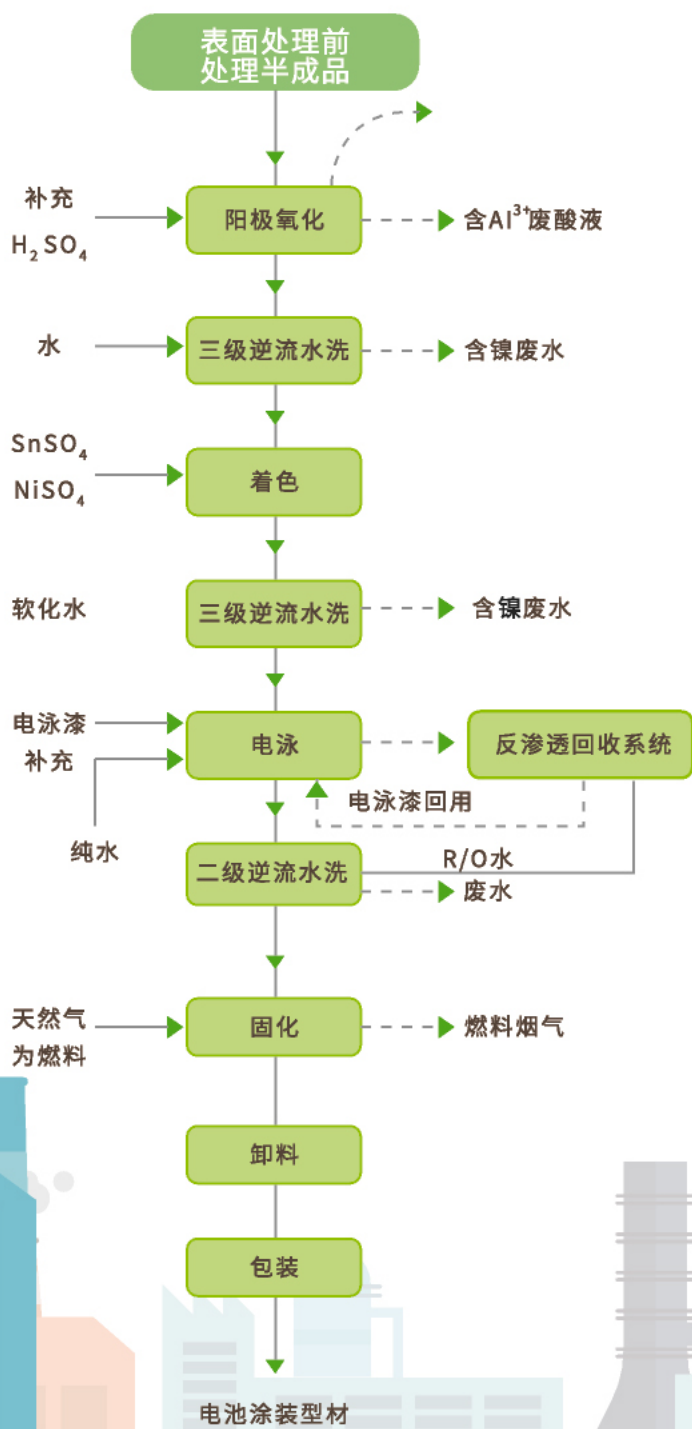 表面处理前
处理半成品
补充
H₂SO₄
阳极氧化
含Al³⁺废酸液
水
三级逆流水洗
含镍废水
SnSO₄
NiSO₄
着色
软化水
三级逆流水洗
含镍废水
电泳漆
补充
电泳
反渗透回收系统
电泳漆回用
纯水
二级逆流水洗
R/O水
废水
天然气
为燃料
固化
燃料烟气
卸料
包装
电池涂装型材